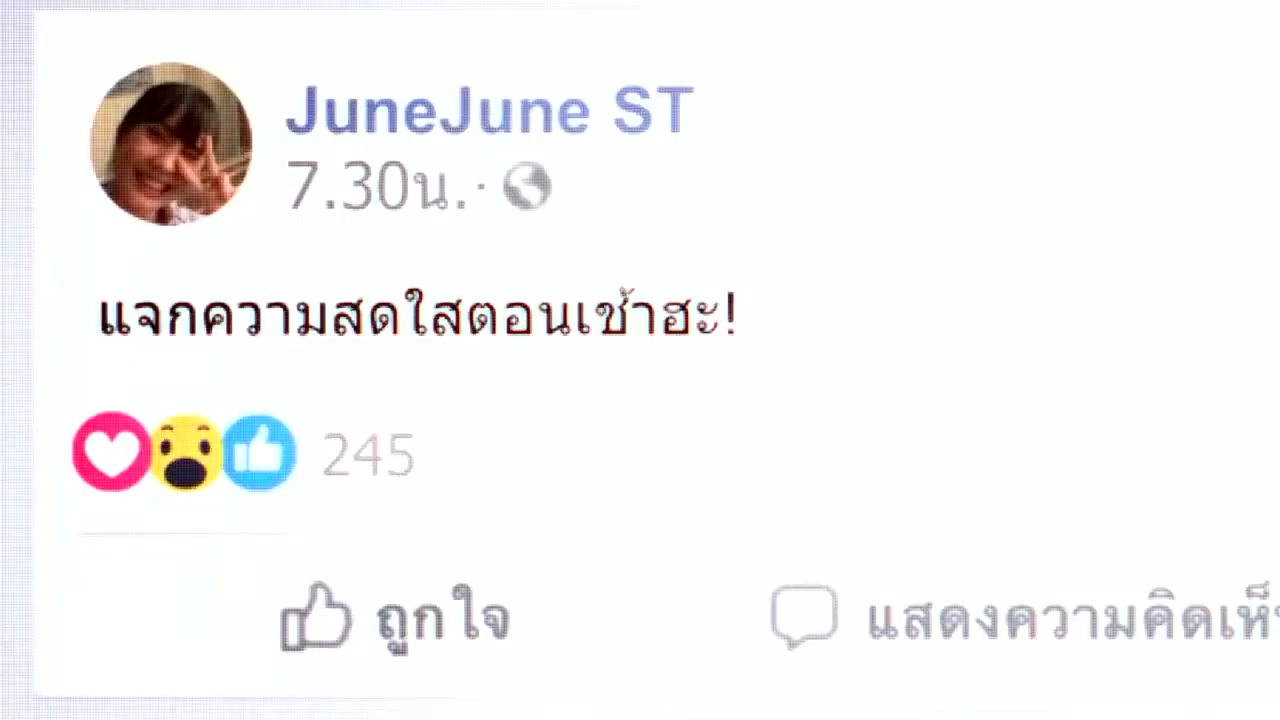 JuneJune ST
7.30น.·
แจกความสดใสตอนเช้าฮะ!
245
ถูกใจ
แสดงความคิดเห็